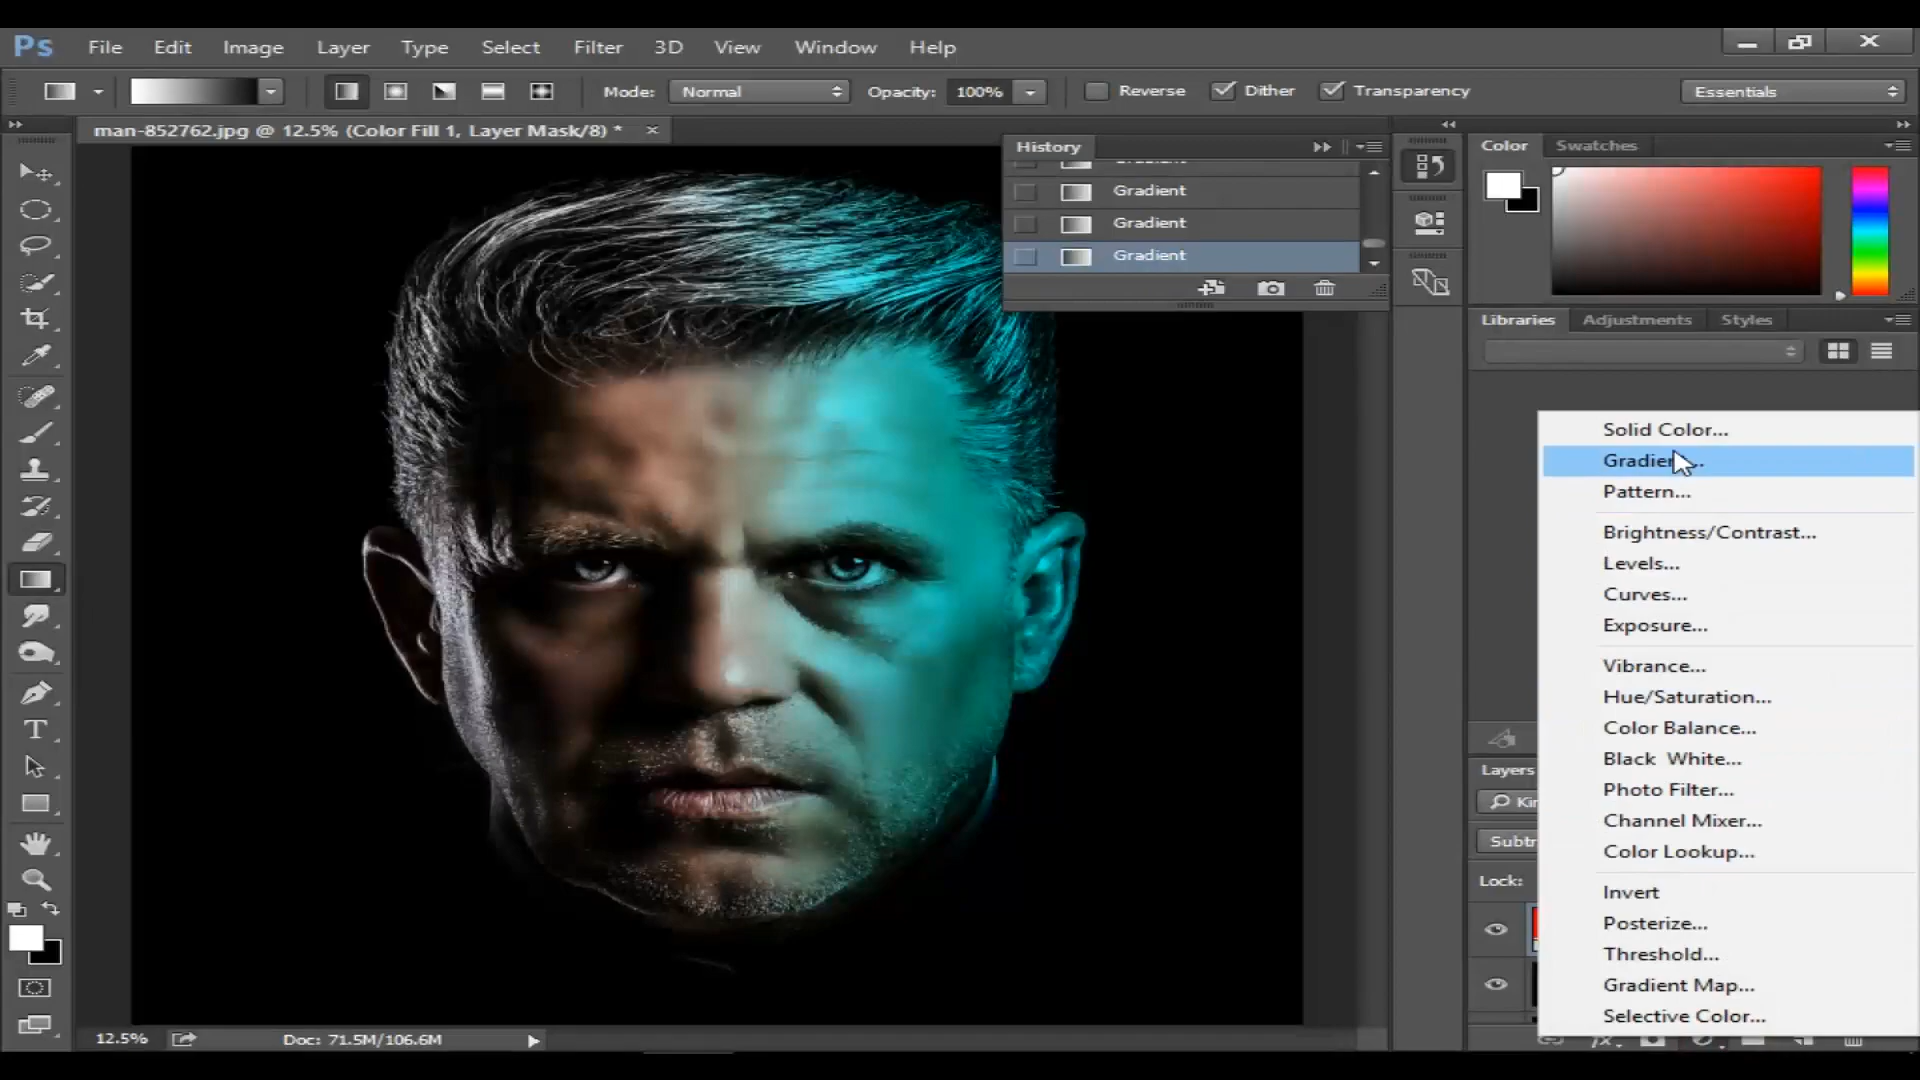 Ps File Edit Image Layer Type Select Filter 3D View Window Help
Mode: Normal Opacity: 100% Reverse Dither Transparency Essentials
man-852762.jpg @ 12.5% (Color Fill 1, Layer Mask/8) *
History
Gradient
Gradient
Gradient
Color Swatches
Libraries Adjustments Styles
Solid Color...
Pattern...
Brightness/Contrast...
Levels...
Curves...
Exposure...
Vibrance...
Hue/Saturation...
Color Balance...
Black White...
Photo Filter...
Channel Mixer...
Color Lookup...
Invert
Posterize...
Threshold...
Gradient Map...
Selective Color...
Layers
Lock:
T
12.5% Doc: 71.5M/106.6M